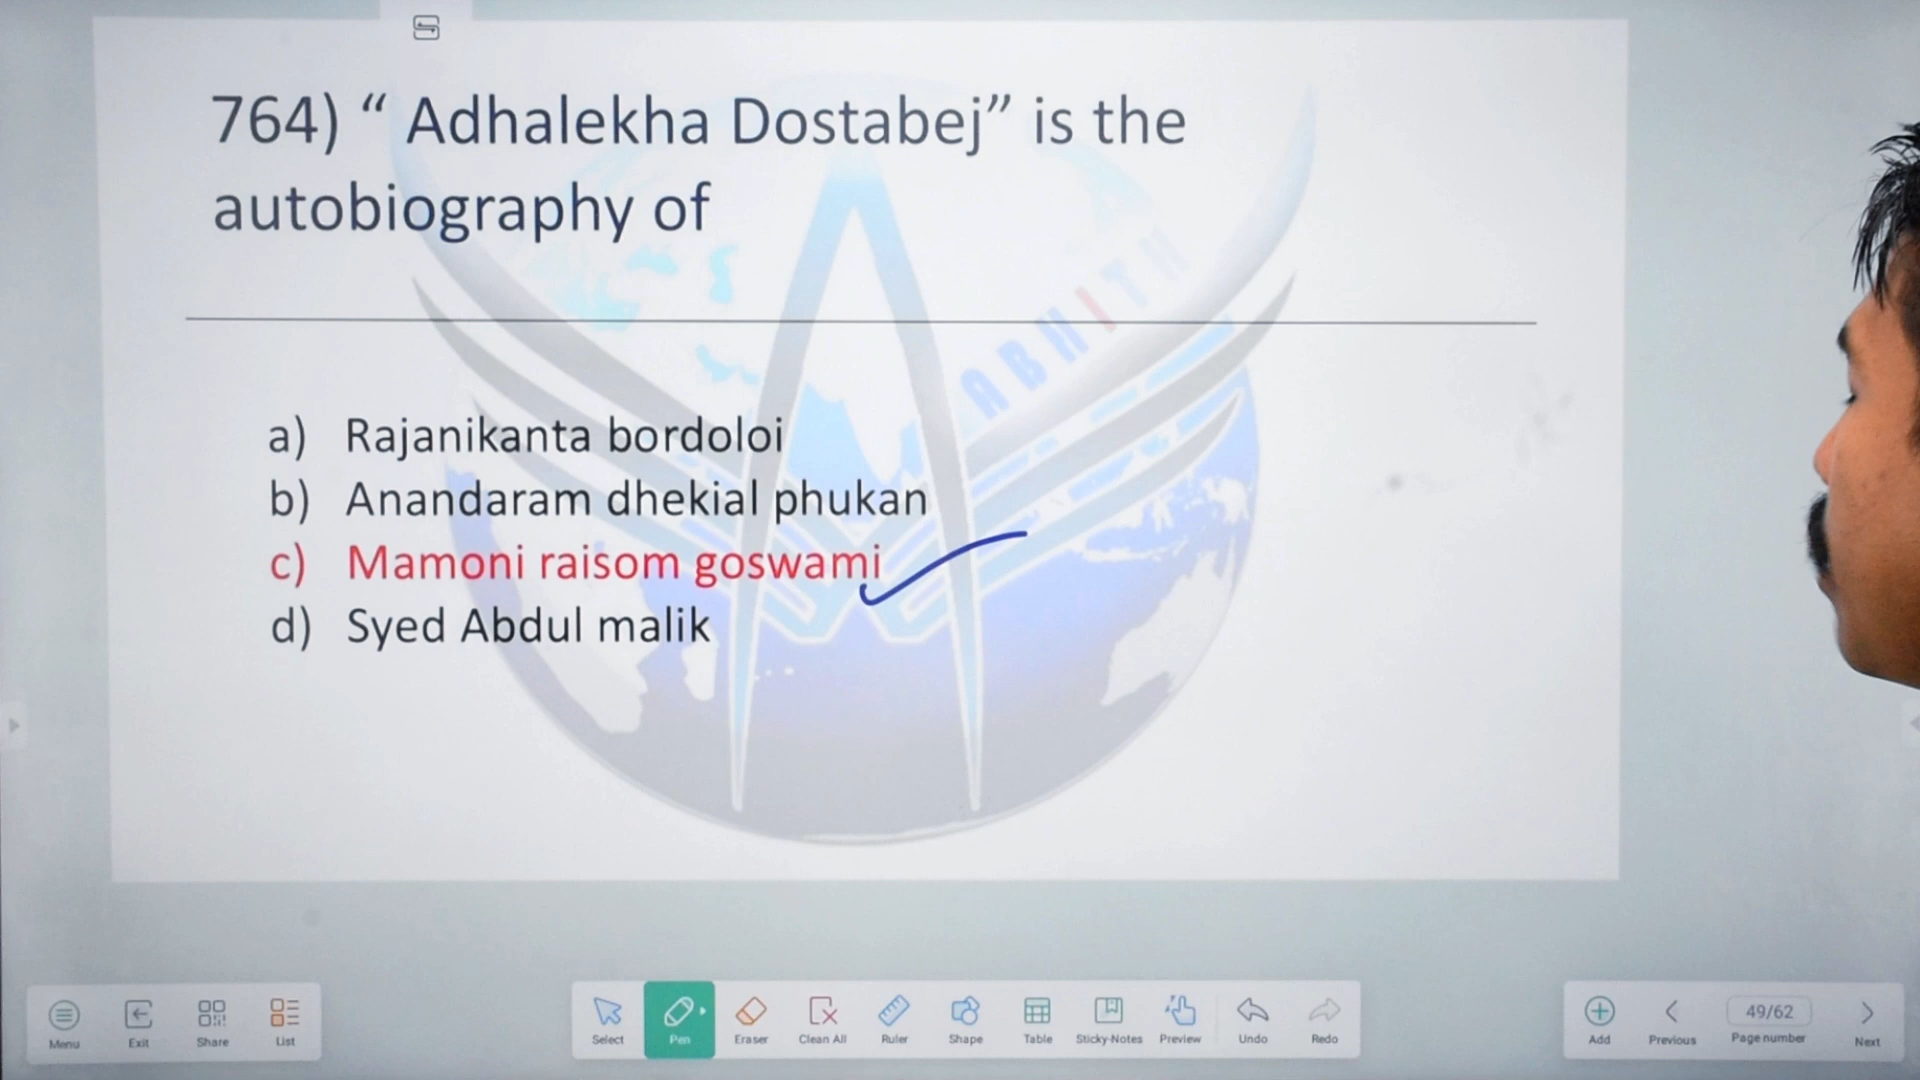 764) “ Adhalekha Dostabej” is the
autobiography of
ABHITH
a) Rajanikanta bordoloi
b) Anandaram dhekial phukan
c) Mamoni raisom goswami
d) Syed Abdul malik
Menu Exit Share List Select Pen Eraser Clean All Ruler Shape Table Sticky-Notes Preview Undo Redo Add Previous 49/62 Page number Next